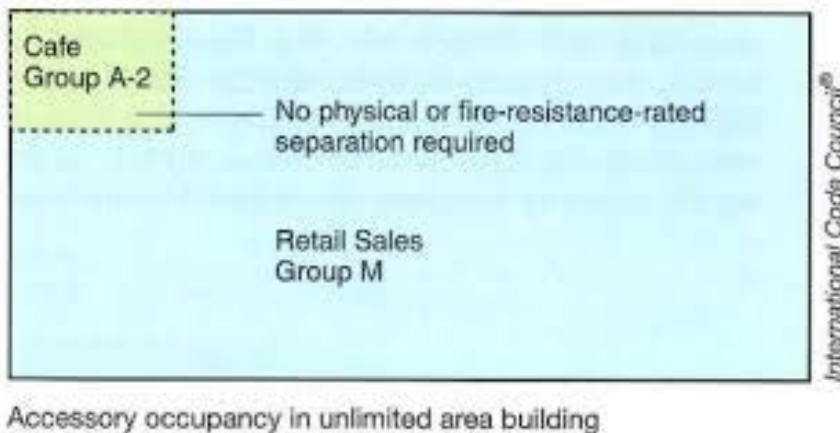 Cafe
Group A-2
No physical or fire-resistance-rated
separation required
Retail Sales
Group M
International Code Council®
Accessory occupancy in unlimited area building